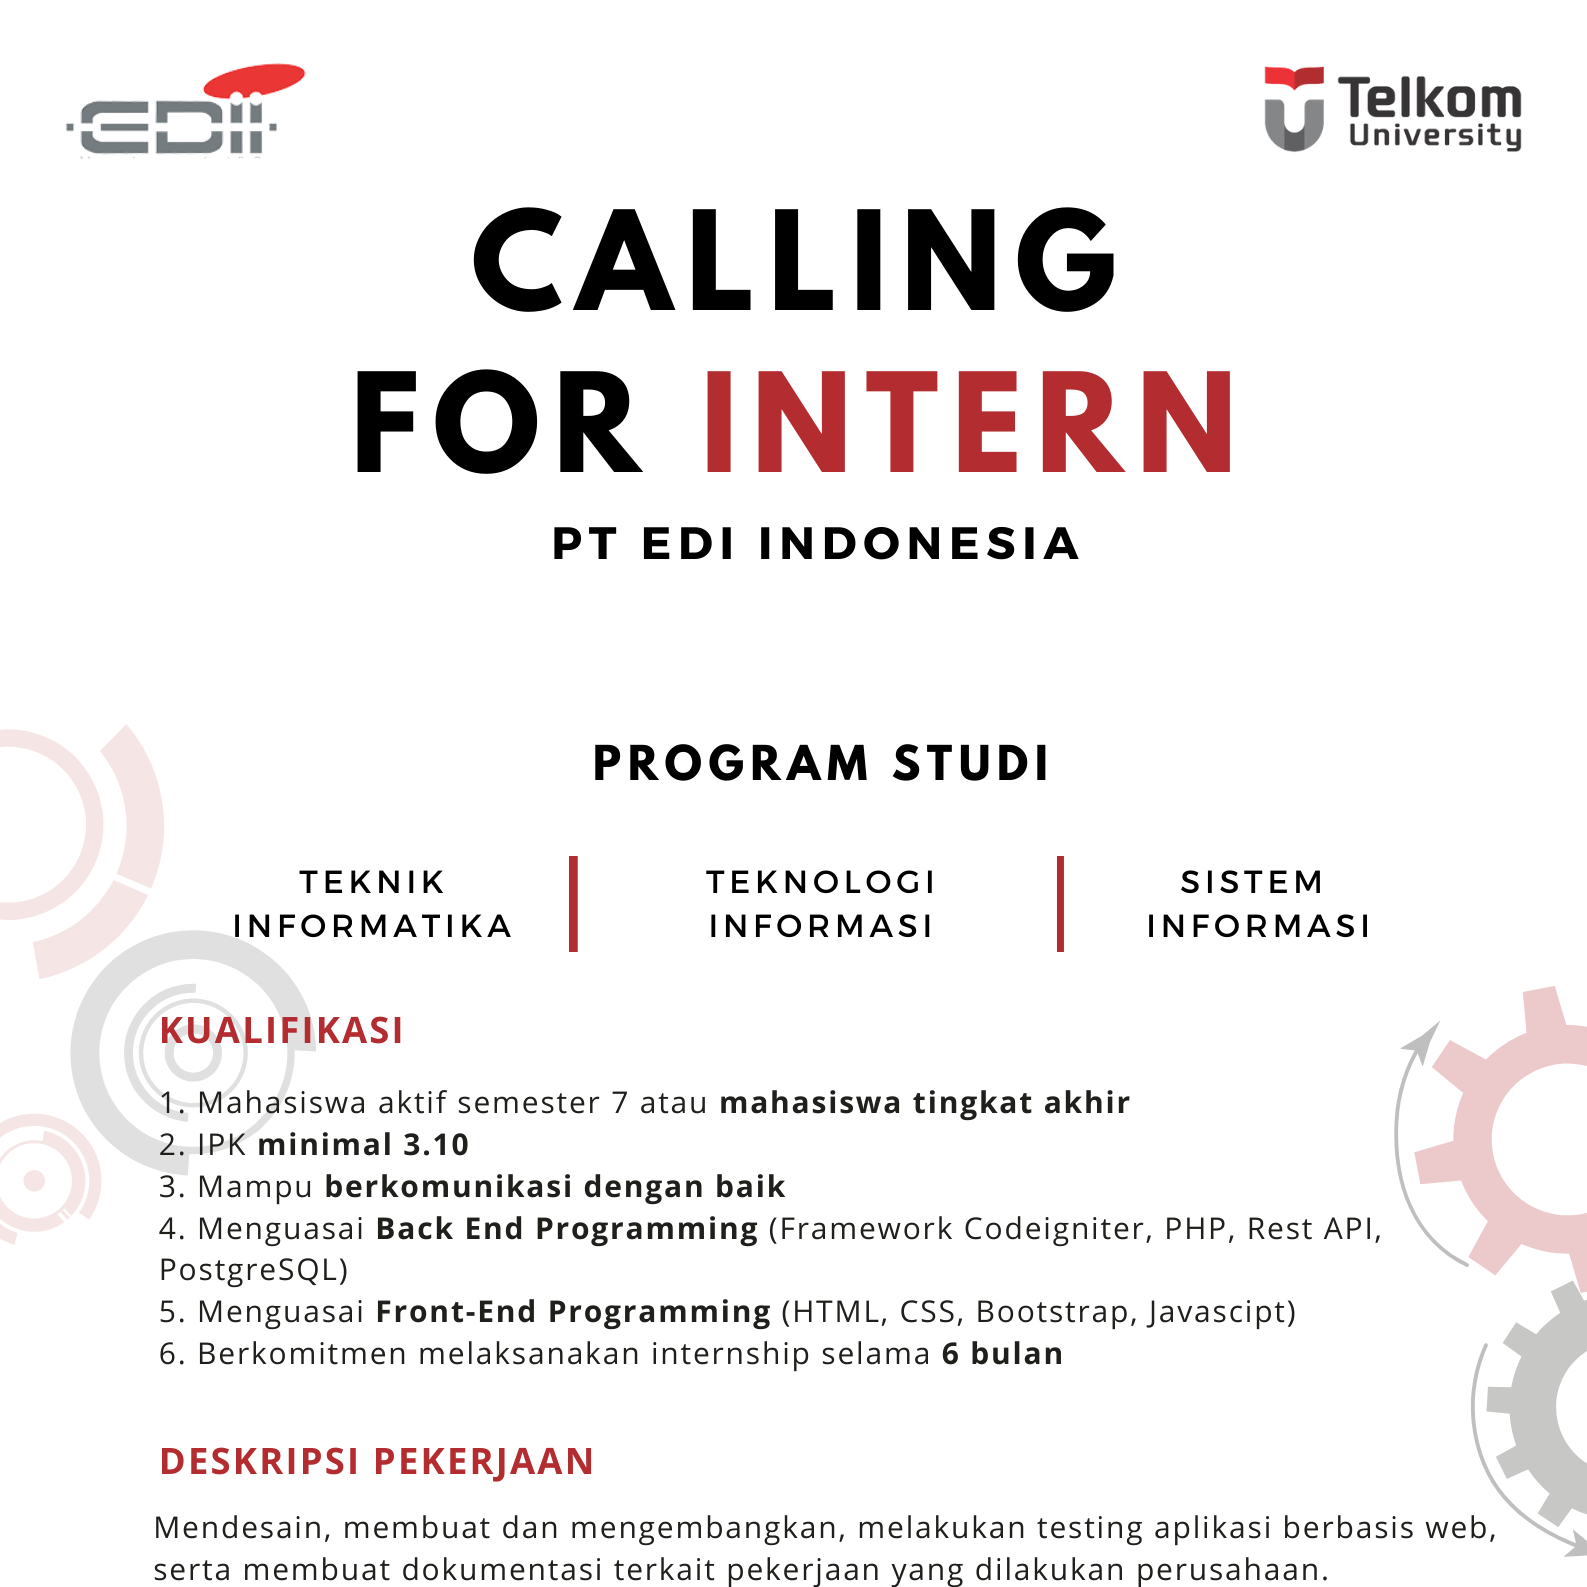 EDii
Telkom
University
CALLING
FOR INTERN
PT EDI INDONESIA
PROGRAM STUDI
TEKNIK
INFORMATIKA
TEKNOLOGI
INFORMASI
SISTEM
INFORMASI
KUALIFIKASI
1. Mahasiswa aktif semester 7 atau mahasiswa tingkat akhir
2. IPK minimal 3.10
3. Mampu berkomunikasi dengan baik
4. Menguasai Back End Programming (Framework Codeigniter, PHP, Rest API,
PostgreSQL)
5. Menguasai Front-End Programming (HTML, CSS, Bootstrap, Javascipt)
6. Berkomitmen melaksanakan internship selama 6 bulan
DESKRIPSI PEKERJAAN
Mendesain, membuat dan mengembangkan, melakukan testing aplikasi berbasis web,
serta membuat dokumentasi terkait pekerjaan yang dilakukan perusahaan.